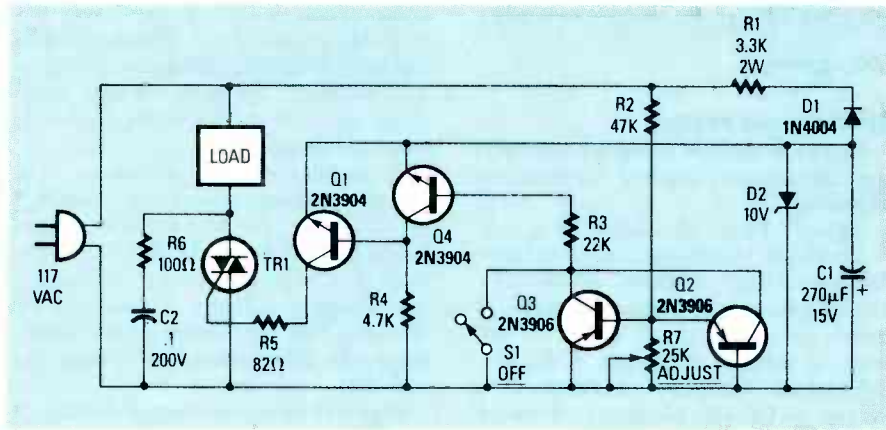 R1
3.3K
2W
R2
47K
D1
1N4004
LOAD
Q1
2N3904
Q4
2N3904
R3
22K
D2
10V
R6
100Ω
TR1
117
VAC
C2
.1
200V
R5
82Ω
R4
4.7K
S1
OFF
Q3
2N3906
Q2
2N3906
R7
25K
ADJUST
C1
270µF
15V
+